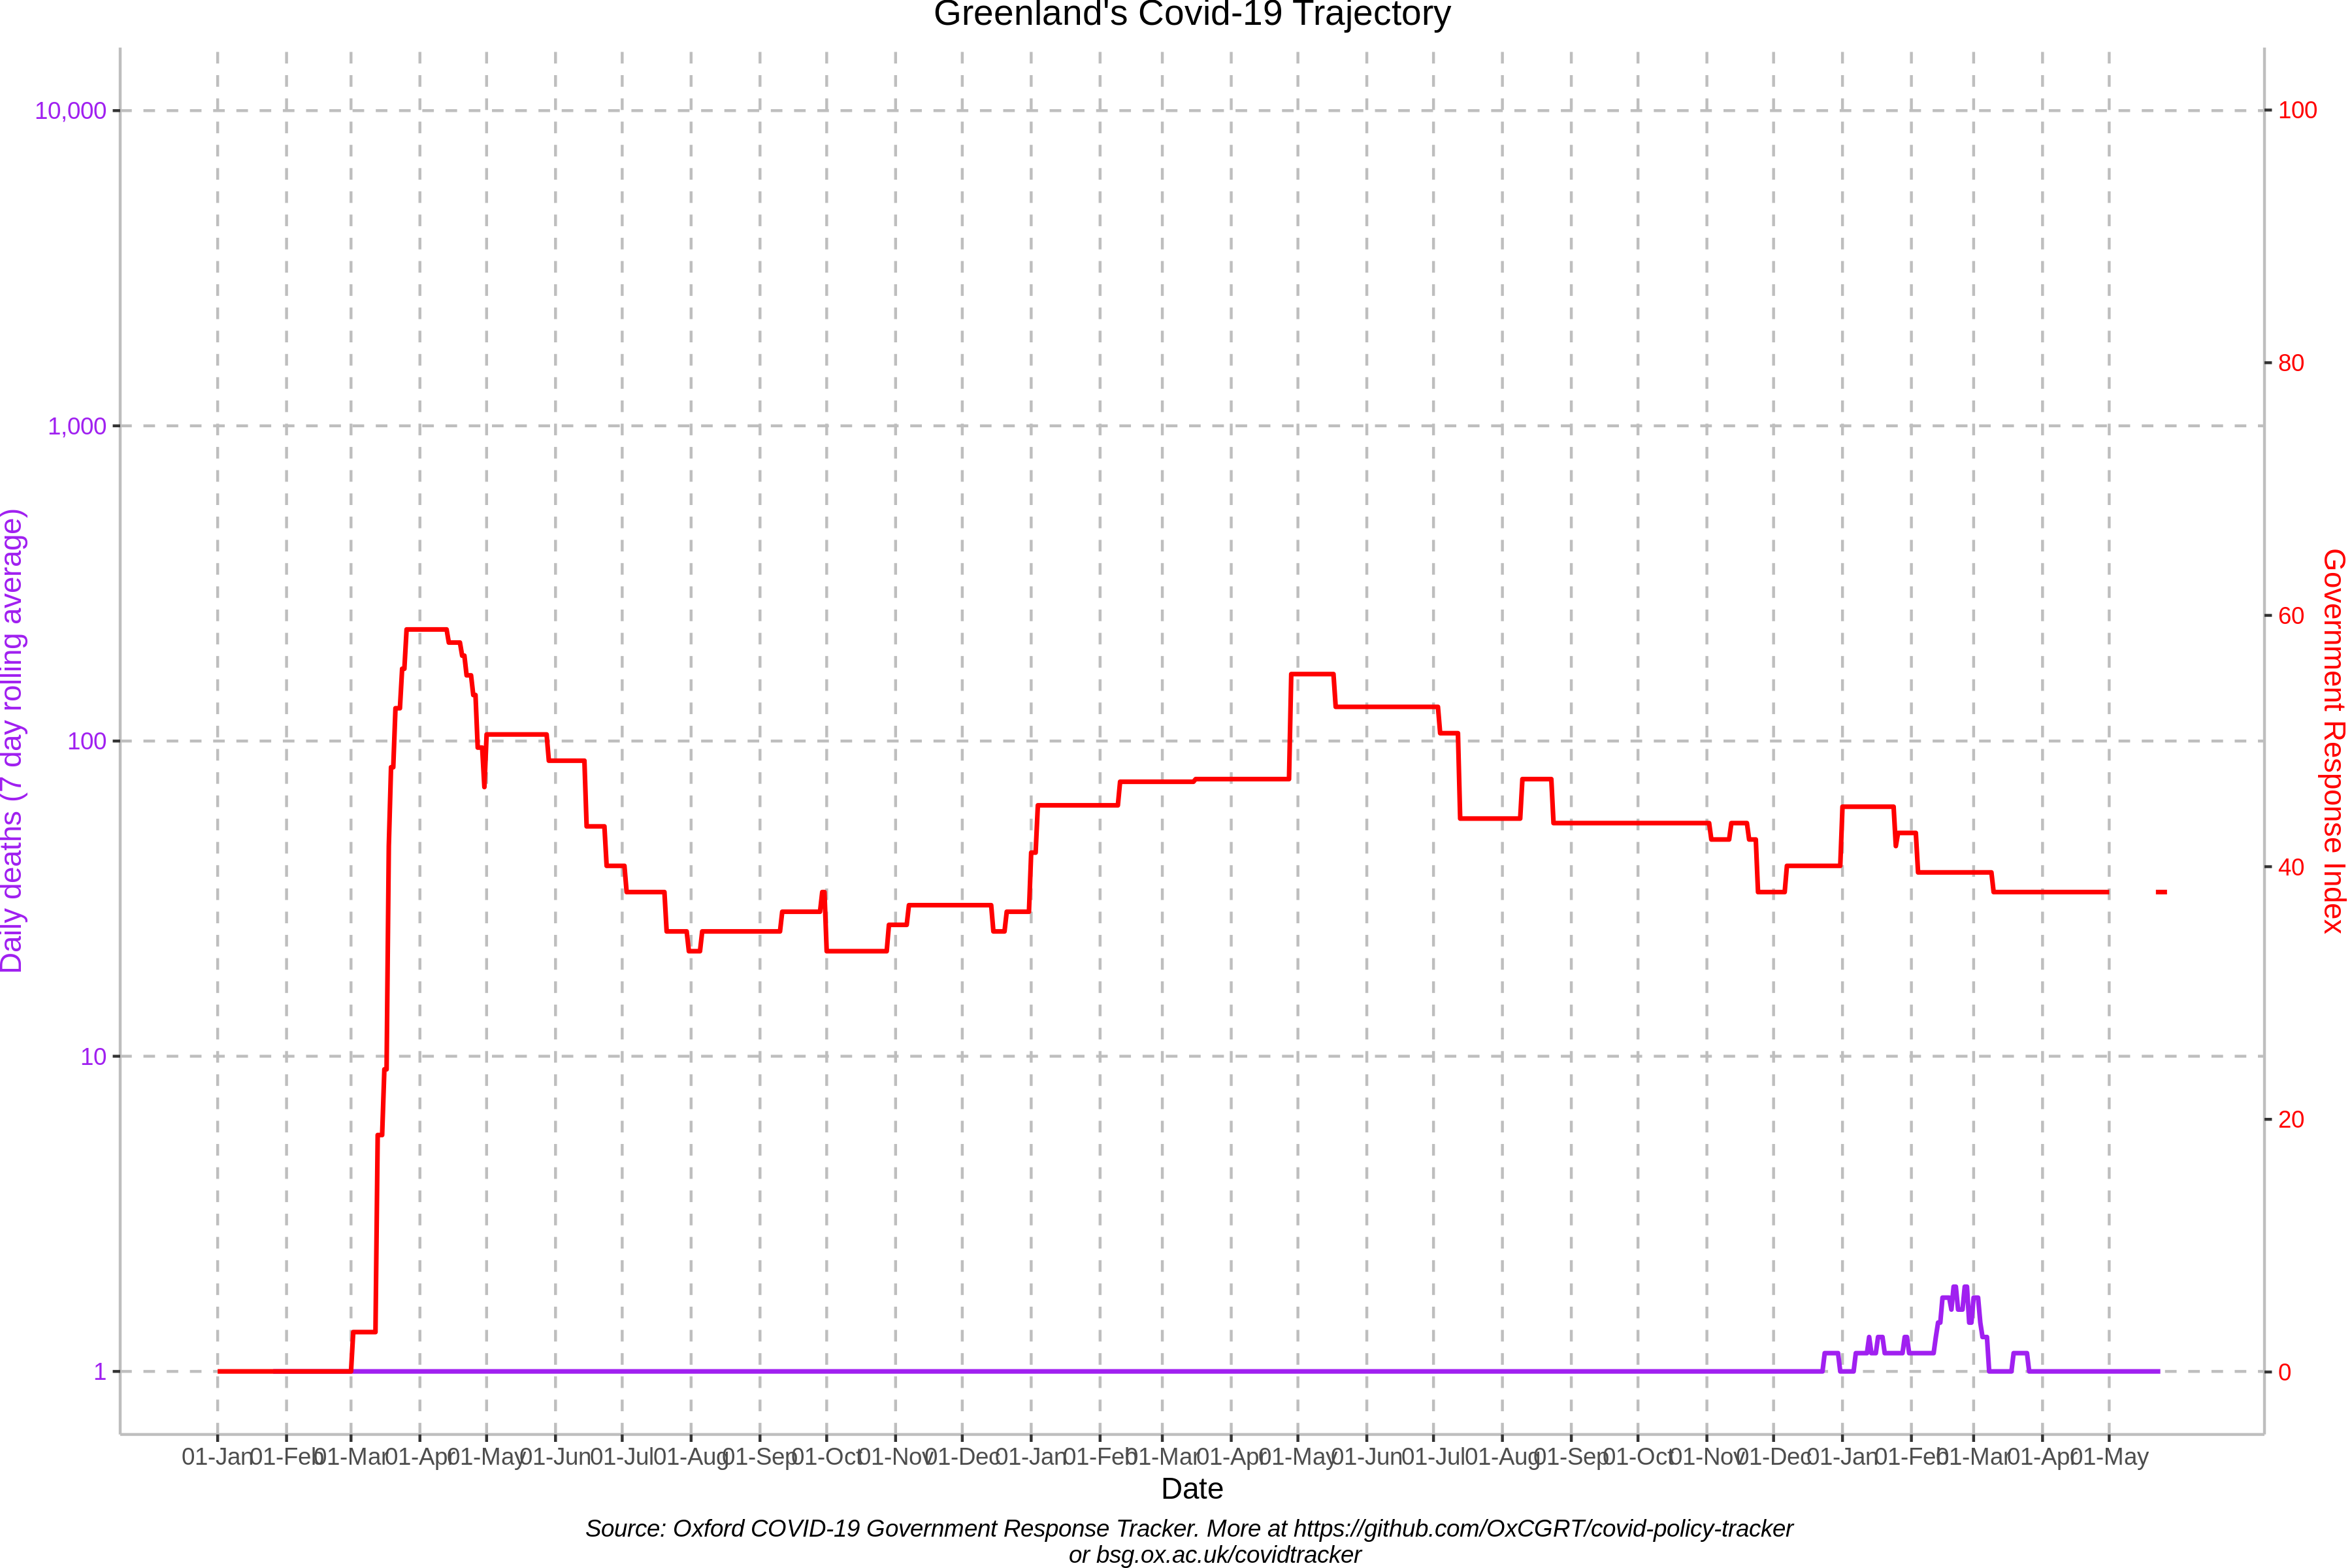 Greenland's Covid-19 Trajectory
10,000
1,000
100
10
1
Daily deaths (7 day rolling average)
100
80
60
40
20
0
Government Response Index
01-Jan 01-Feb 01-Mar 01-Apr 01-May 01-Jun 01-Jul 01-Aug 01-Sep 01-Oct 01-Nov 01-Dec 01-Jan 01-Feb 01-Mar 01-Apr 01-May 01-Jun 01-Jul 01-Aug 01-Sep 01-Oct 01-Nov 01-Dec 01-Jan 01-Feb 01-Mar 01-Apr 01-May
Date
Source: Oxford COVID-19 Government Response Tracker. More at https://github.com/OxCGRT/covid-policy-tracker
or bsg.ox.ac.uk/covidtracker